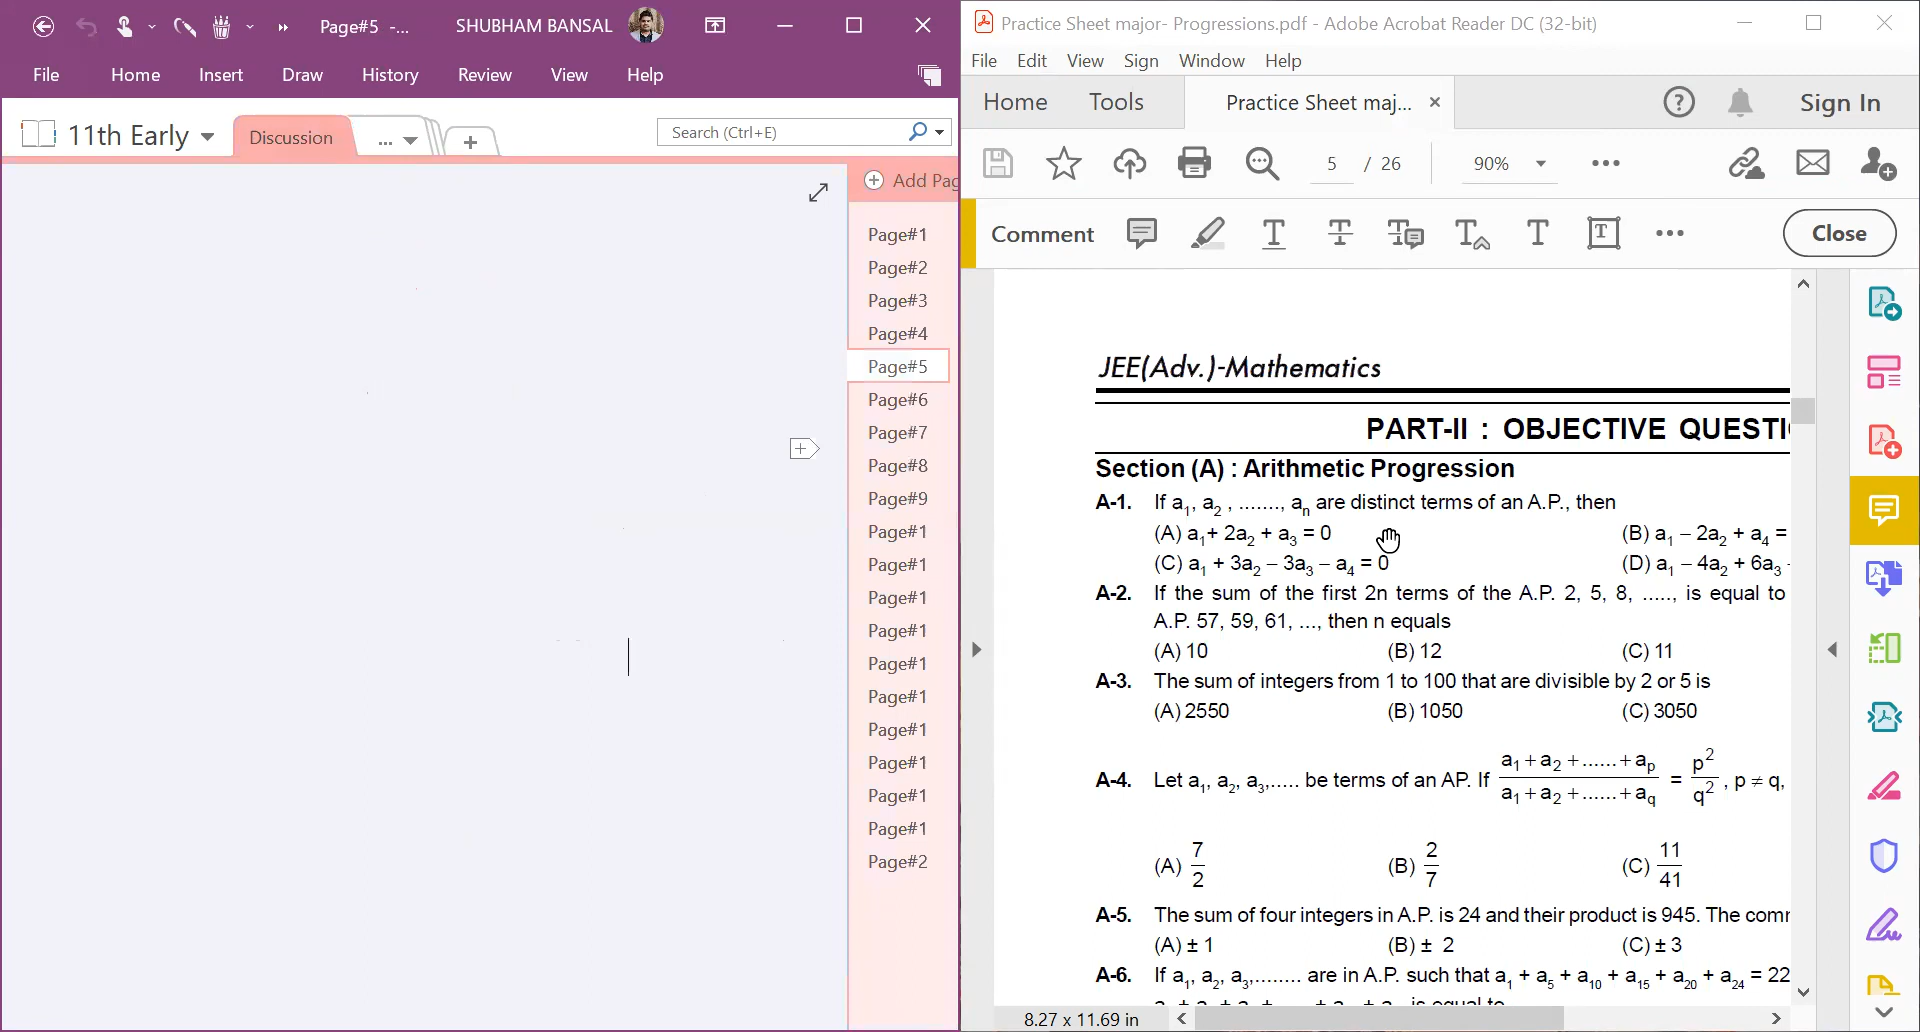 Page#5 -...
SHUBHAM BANSAL
File Home Insert Draw History Review View Help
11th Early
Discussion
...
Search (Ctrl+E)
Add Pag
Page#1
Page#2
Page#3
Page#4
Page#5
Page#6
Page#7
Page#8
Page#9
Page#1
Page#1
Page#1
Page#1
Page#1
Page#1
Page#1
Page#1
Page#1
Page#1
Page#2
Practice Sheet major- Progressions.pdf - Adobe Acrobat Reader DC (32-bit)
File Edit View Sign Window Help
Home Tools Practice Sheet maj... × Sign In
5 / 26 90%
Comment Close
JEE(Adv.)-Mathematics
PART-II : OBJECTIVE QUESTI
Section (A) : Arithmetic Progression
A-1. If a₁, a₂ , ......., aₙ are distinct terms of an A.P., then
(A) a₁+ 2a₂ + a₃ = 0 (B) a₁ – 2a₂ + a₄ =
(C) a₁ + 3a₂ – 3a₃ – a₄ = 0 (D) a₁ – 4a₂ + 6a₃
A-2. If the sum of the first 2n terms of the A.P. 2, 5, 8, ....., is equal to
A.P. 57, 59, 61, ..., then n equals
(A) 10 (B) 12 (C) 11
A-3. The sum of integers from 1 to 100 that are divisible by 2 or 5 is
(A) 2550 (B) 1050 (C) 3050
A-4. Let a₁, a₂, a₃,..... be terms of an AP. If (a₁ + a₂ + ...... + aₚ)/(a₁ + a₂ + ...... + a_q) = p²/q² , p ≠ q,
(A) 7/2 (B) 2/7 (C) 11/41
A-5. The sum of four integers in A.P. is 24 and their product is 945. The comm
(A) ± 1 (B) ± 2 (C) ± 3
A-6. If a₁, a₂, a₃,........ are in A.P. such that a₁ + a₅ + a₁₀ + a₁₅ + a₂₀ + a₂₄ = 22
is equal to
8.27 x 11.69 in